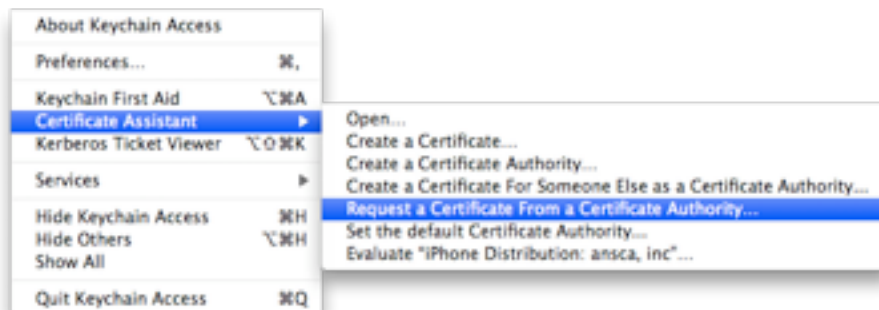 About Keychain Access
Preferences... ⌘,
Keychain First Aid ⌥⌘A
Certificate Assistant ▶
Kerberos Ticket Viewer ⌥⇧⌘K
Services ▶
Hide Keychain Access ⌘H
Hide Others ⌥⌘H
Show All
Quit Keychain Access ⌘Q
Open...
Create a Certificate...
Create a Certificate Authority...
Create a Certificate For Someone Else as a Certificate Authority...
Request a Certificate From a Certificate Authority...
Set the default Certificate Authority...
Evaluate "iPhone Distribution: ansca, inc"...